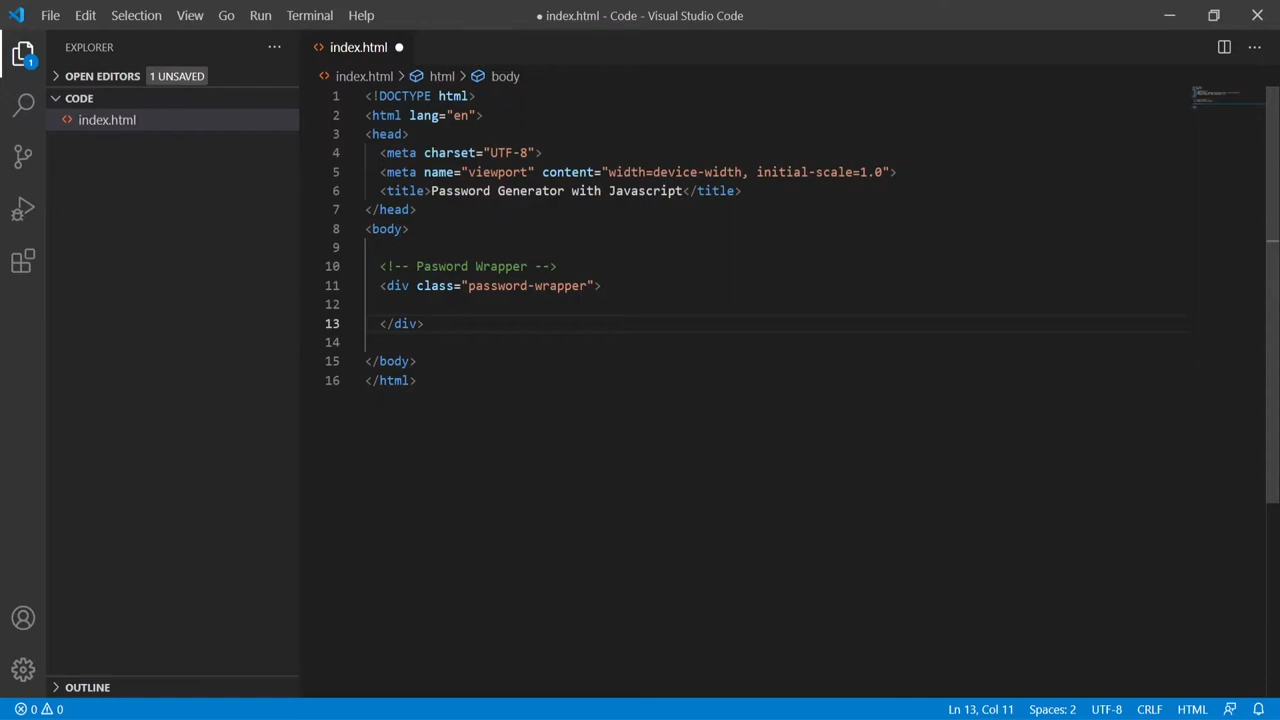 File Edit Selection View Go Run Terminal Help
● index.html - Code - Visual Studio Code
EXPLORER
index.html
1
OPEN EDITORS 1 UNSAVED
index.html > html > body
CODE
index.html
1 <!DOCTYPE html>
2 <html lang="en">
3 <head>
4 <meta charset="UTF-8">
5 <meta name="viewport" content="width=device-width, initial-scale=1.0">
6 <title>Password Generator with Javascript</title>
7 </head>
8 <body>
9
10 <!-- Pasword Wrapper -->
11 <div class="password-wrapper">
12
13 </div>
14
15 </body>
16 </html>
OUTLINE
0 0
Ln 13, Col 11 Spaces: 2 UTF-8 CRLF HTML